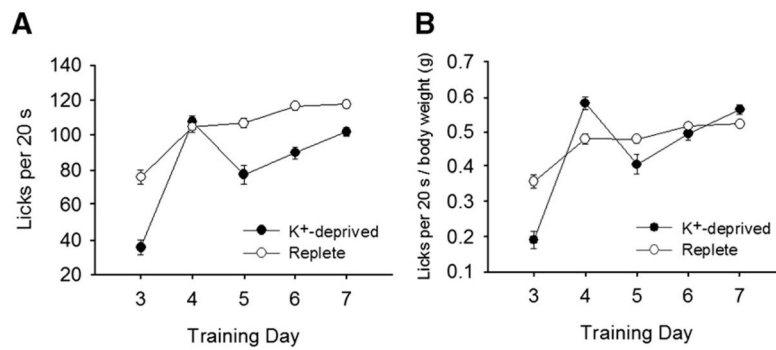 A
Licks per 20 s
140
120
100
80
60
40
20
K+-deprived
Replete
3 4 5 6 7
Training Day
B
Licks per 20 s / body weight (g)
0.7
0.6
0.5
0.4
0.3
0.2
0.1
K+-deprived
Replete
3 4 5 6 7
Training Day